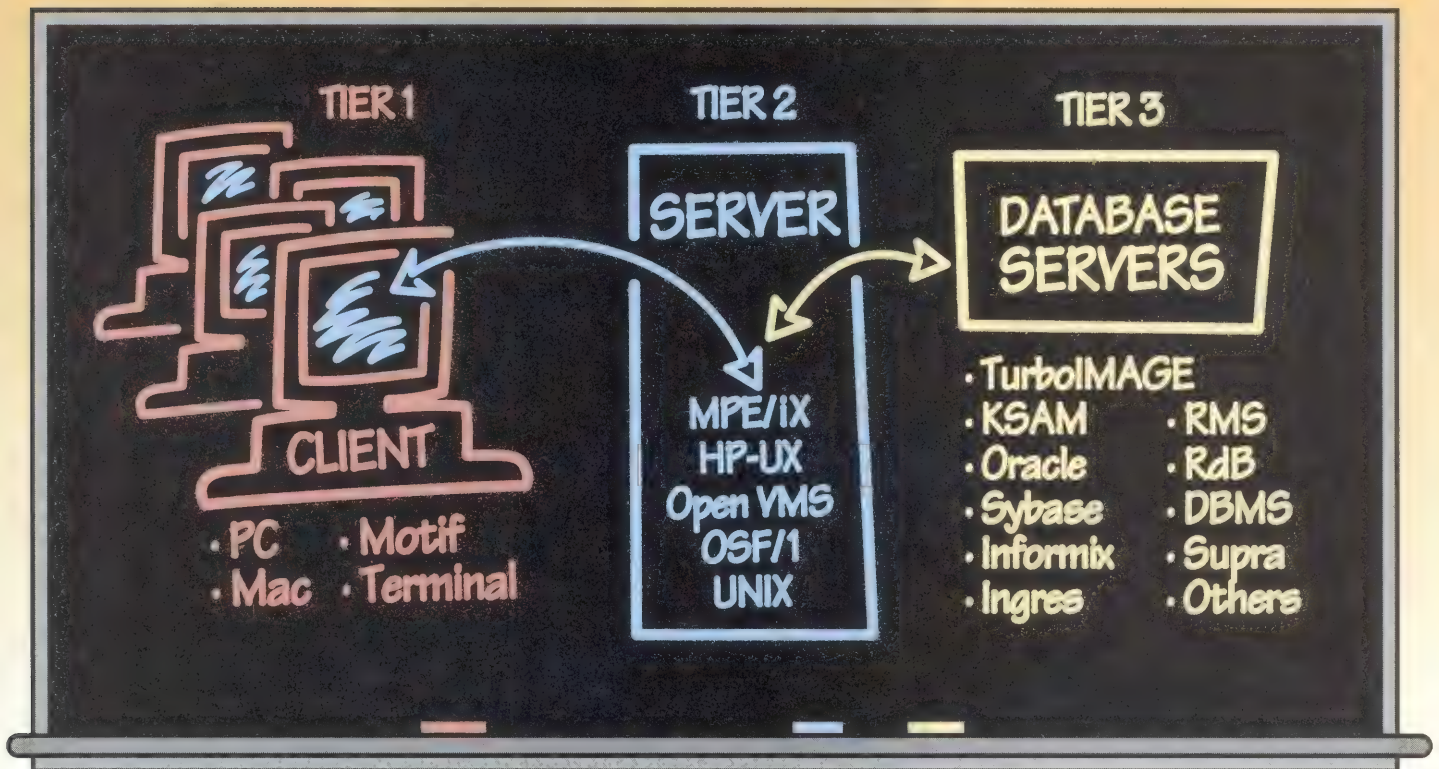 TIER 1
CLIENT
· PC · Motif
· Mac · Terminal
TIER 2
SERVER
MPE/iX
HP-UX
Open VMS
OSF/1
UNIX
TIER 3
DATABASE
SERVERS
· TurboIMAGE
· KSAM · RMS
· Oracle · RdB
· Sybase · DBMS
· Informix · Supra
· Ingres · Others